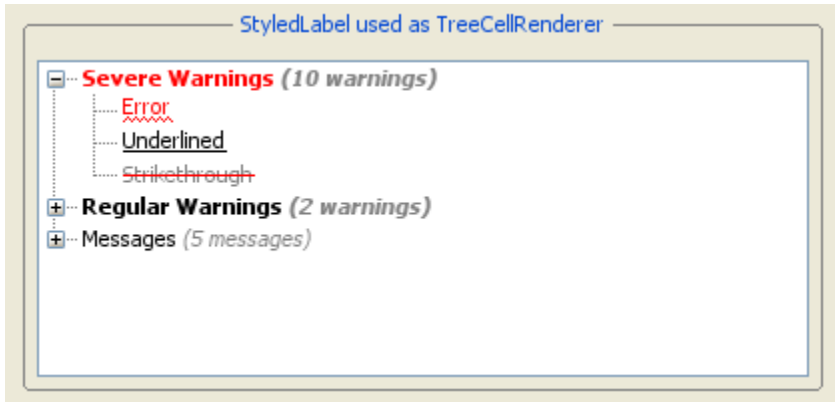 StyledLabel used as TreeCellRenderer
Severe Warnings (10 warnings)
Error
Underlined
Strikethrough
Regular Warnings (2 warnings)
Messages (5 messages)